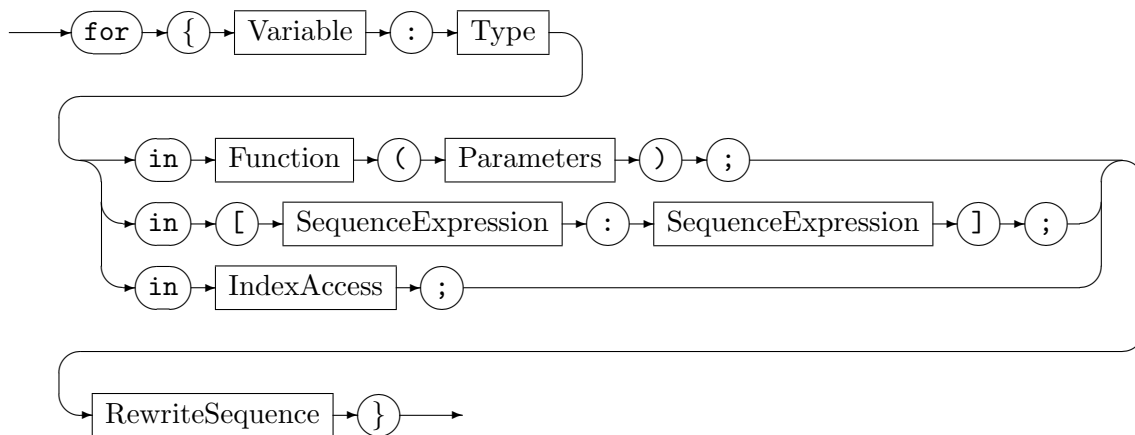 for { Variable : Type
in Function ( Parameters ) ;
in [ SequenceExpression : SequenceExpression ] ;
in IndexAccess ;
RewriteSequence }